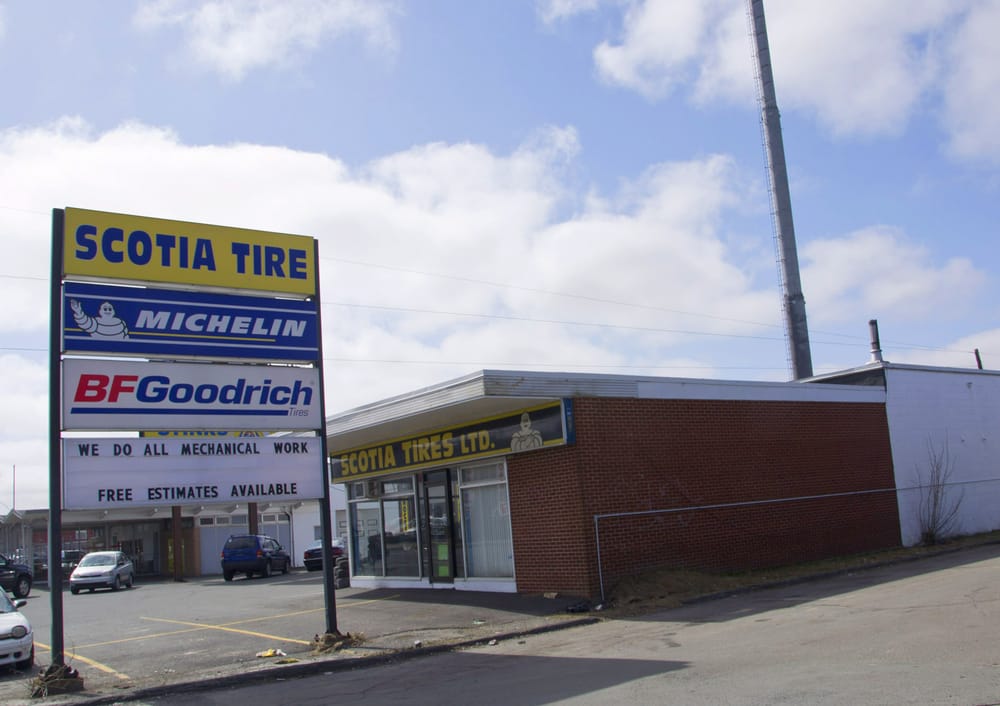 SCOTIA TIRE
MICHELIN
BFGoodrich
Tires
WE DO ALL MECHANICAL WORK
FREE ESTIMATES AVAILABLE
SCOTIA TIRES LTD.